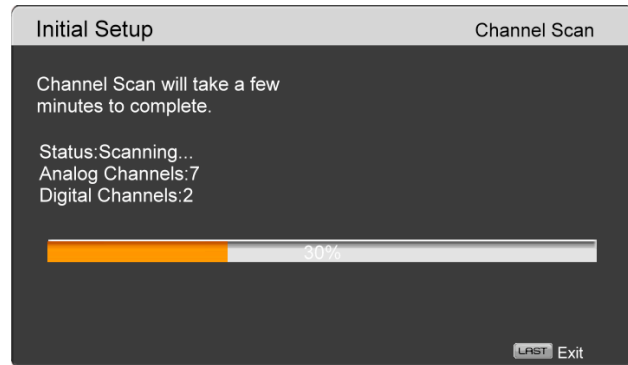 Initial Setup
Channel Scan
Channel Scan will take a few
minutes to complete.
Status:Scanning...
Analog Channels:7
Digital Channels:2
30%
LAST Exit